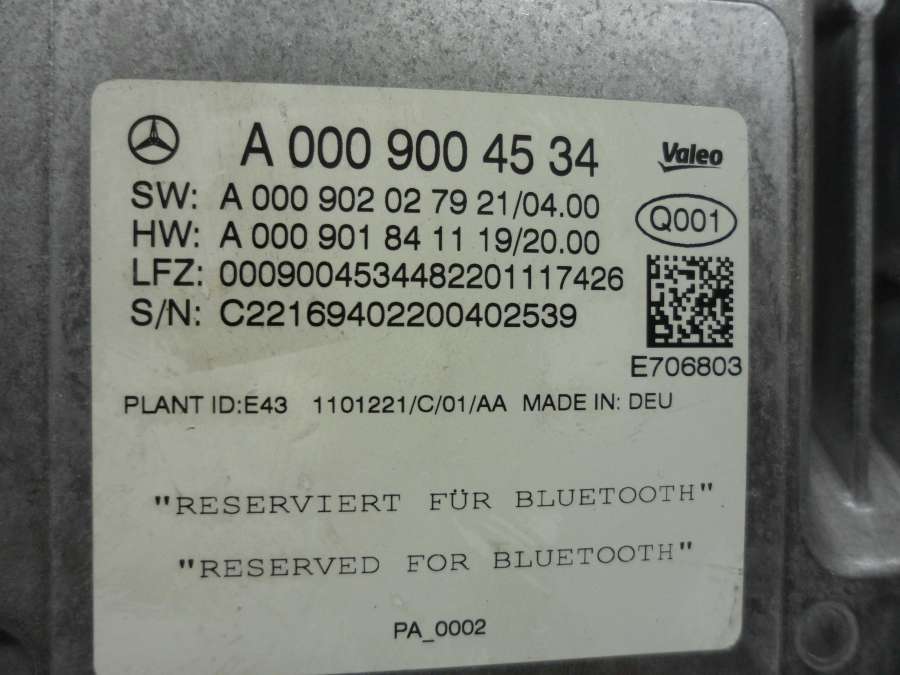 A 000 900 45 34
Valeo
SW: A 000 902 02 79 21/04.00
HW: A 000 901 84 11 19/20.00
Q001
LFZ: 00090045344822011​17426
S/N: C22169402200402539
E706803
PLANT ID:E43 1101221/C/01/AA MADE IN: DEU
"RESERVIERT FÜR BLUETOOTH"
"RESERVED FOR BLUETOOTH"
PA_0002